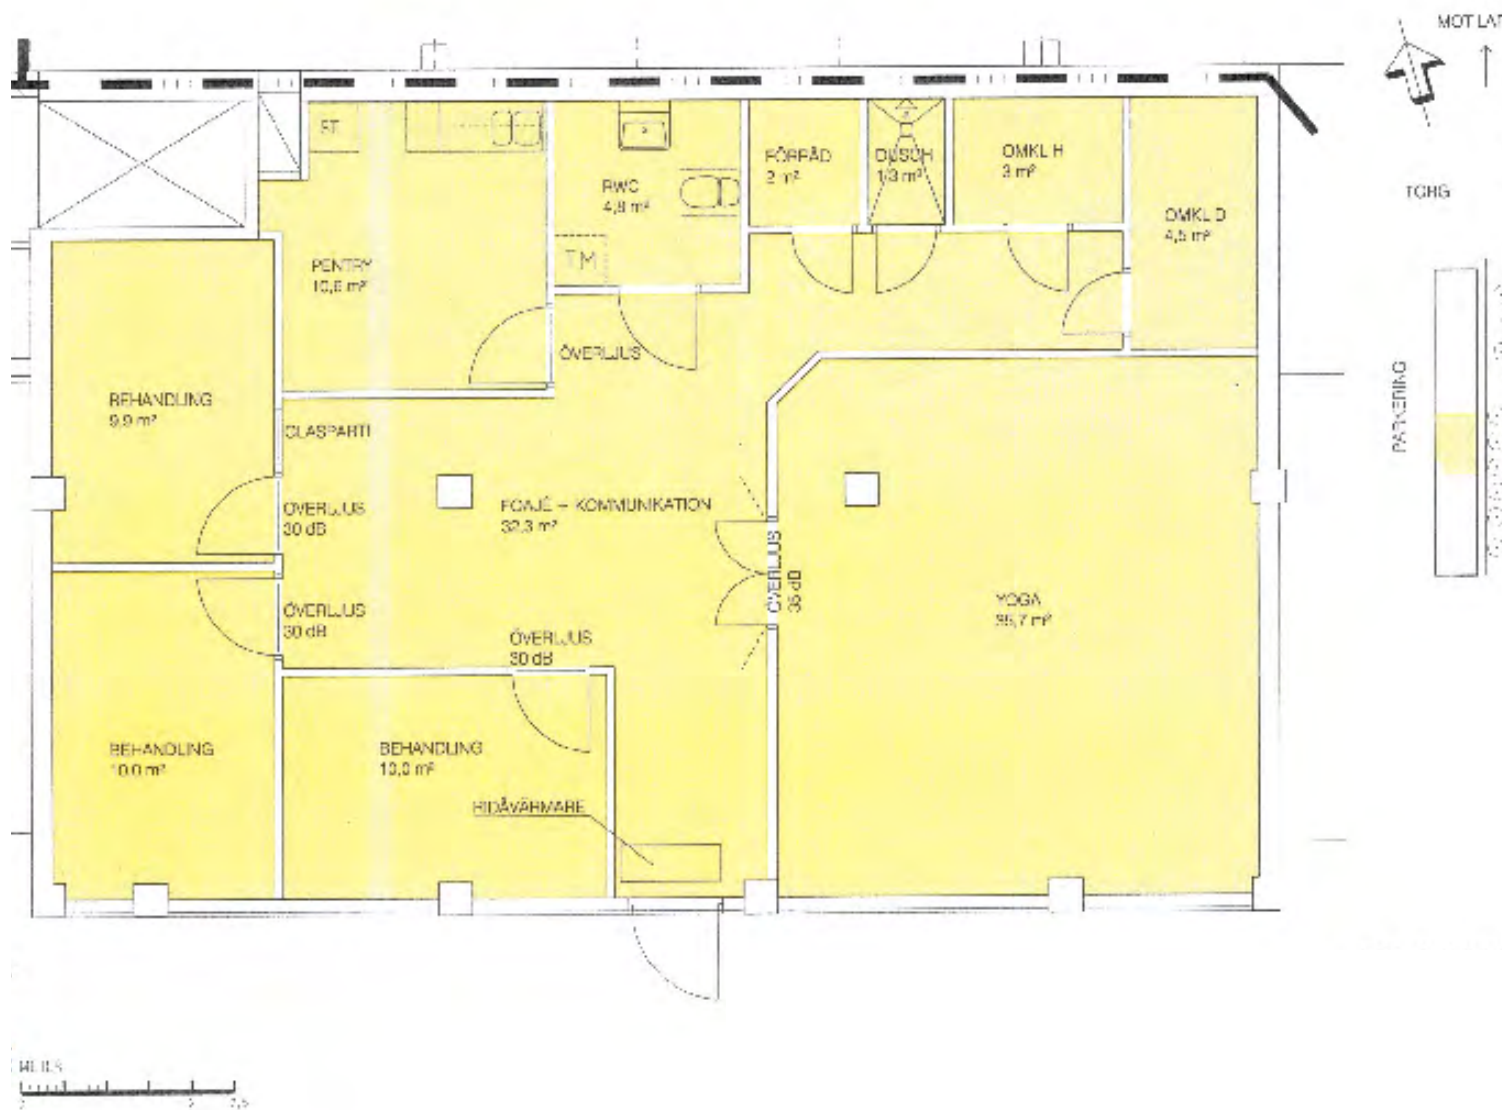 MOT LAR
TORG
PARKERING
ST
FÖRRÅD
2 m²
DUSCH
1,3 m²
OMKL H
3 m²
RWC
4,8 m²
OMKL D
4,5 m²
TM
PENTRY
10,6 m²
ÖVERLJUS
BEHANDLING
9,9 m²
GLASPARTI
ÖVERLJUS
30 dB
FOAJÉ – KOMMUNIKATION
32,3 m²
ÖVERLJUS
35 dB
YOGA
ÖVERLJUS
30 dB
ÖVERLJUS
30 dB
BEHANDLING
10,0 m²
BEHANDLING
10,0 m²
RIDÅVÄRMARE